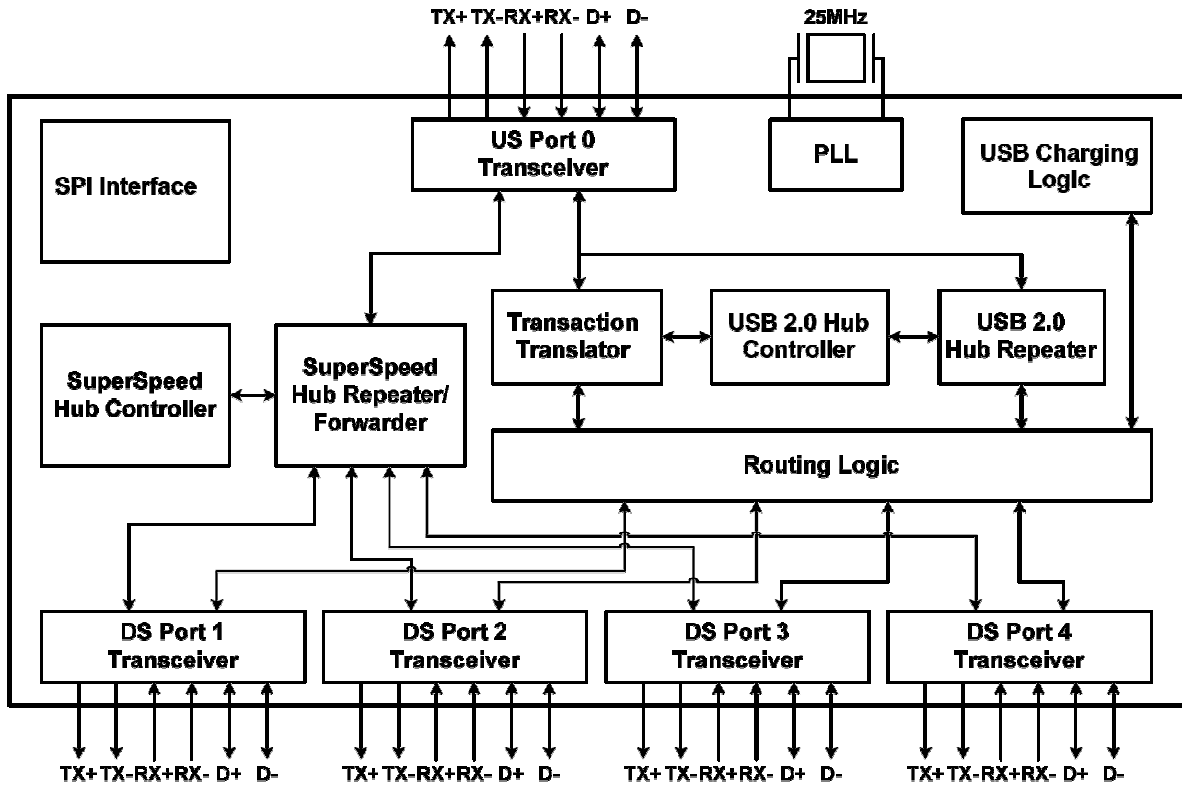 TX+ TX-RX+RX- D+ D-
25MHz
US Port 0
Transceiver
PLL
USB Charging
Logic
SPI Interface
Transaction
Translator
USB 2.0 Hub
Controller
USB 2.0
Hub Repeater
SuperSpeed
Hub Controller
SuperSpeed
Hub Repeater/
Forwarder
Routing Logic
DS Port 1
Transceiver
DS Port 2
Transceiver
DS Port 3
Transceiver
DS Port 4
Transceiver
TX+ TX-RX+RX- D+ D-
TX+ TX-RX+RX- D+ D-
TX+ TX-RX+RX- D+ D-
TX+ TX-RX+RX- D+ D-